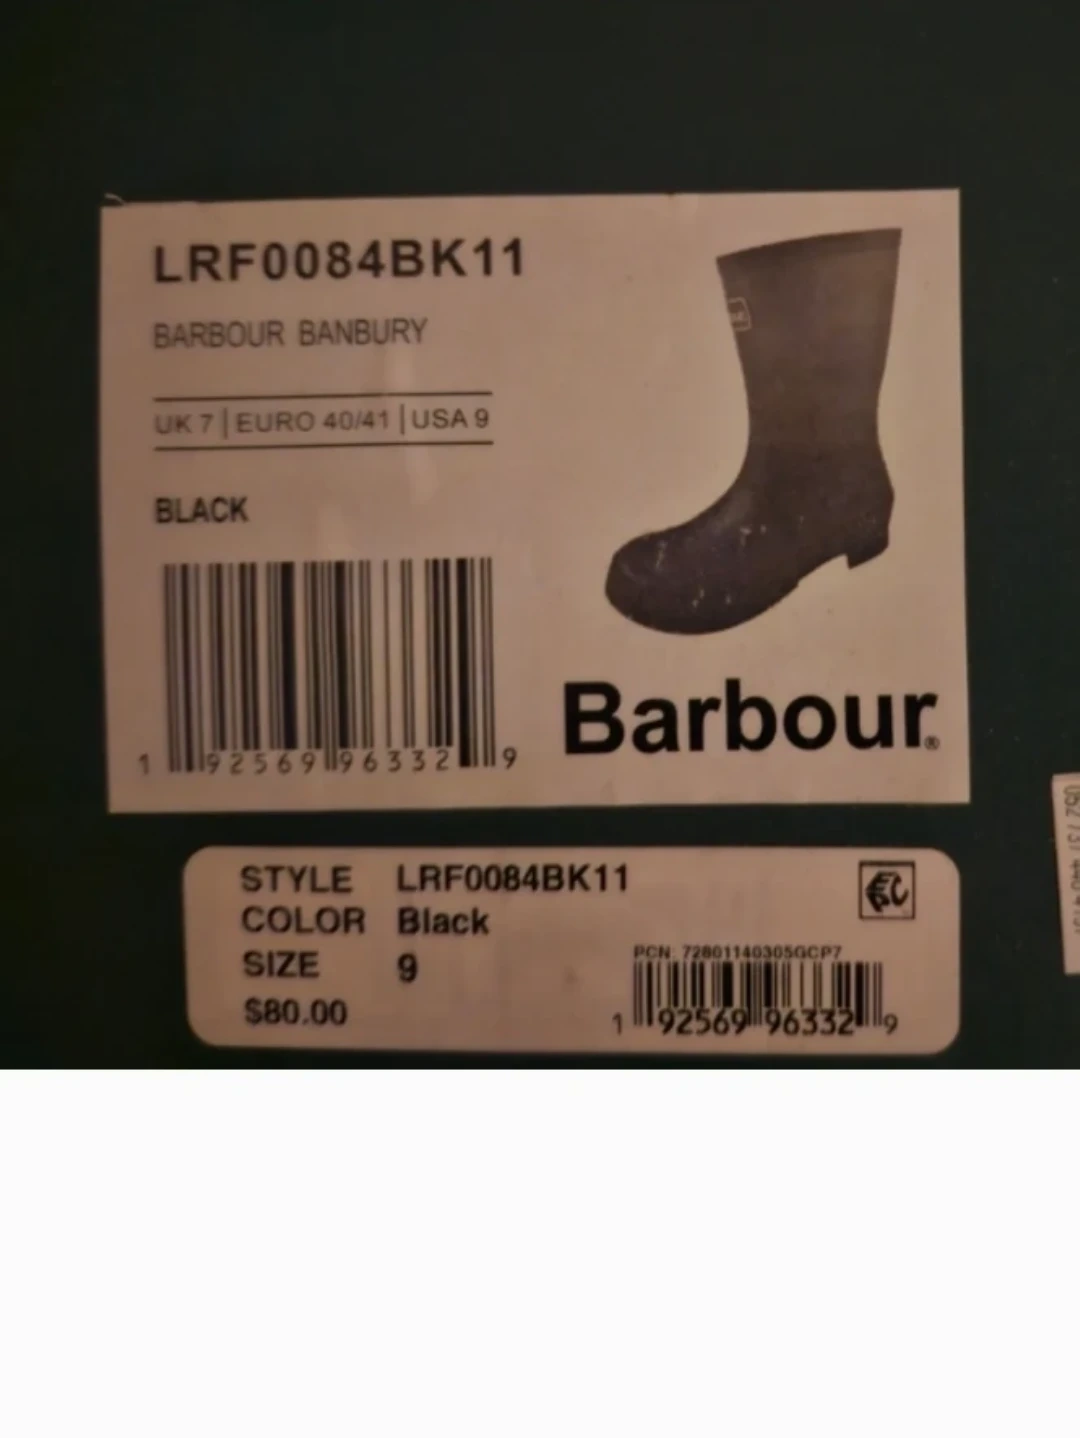 LRF0084BK11
BARBOUR BANBURY
UK 7 | EURO 40/41 | USA 9
BLACK
1 92569 96332 9
Barbour®
STYLE LRF0084BK11
COLOR Black
SIZE 9
$80.00
PCN: 72801140305GCP7
1 92569 96332 9